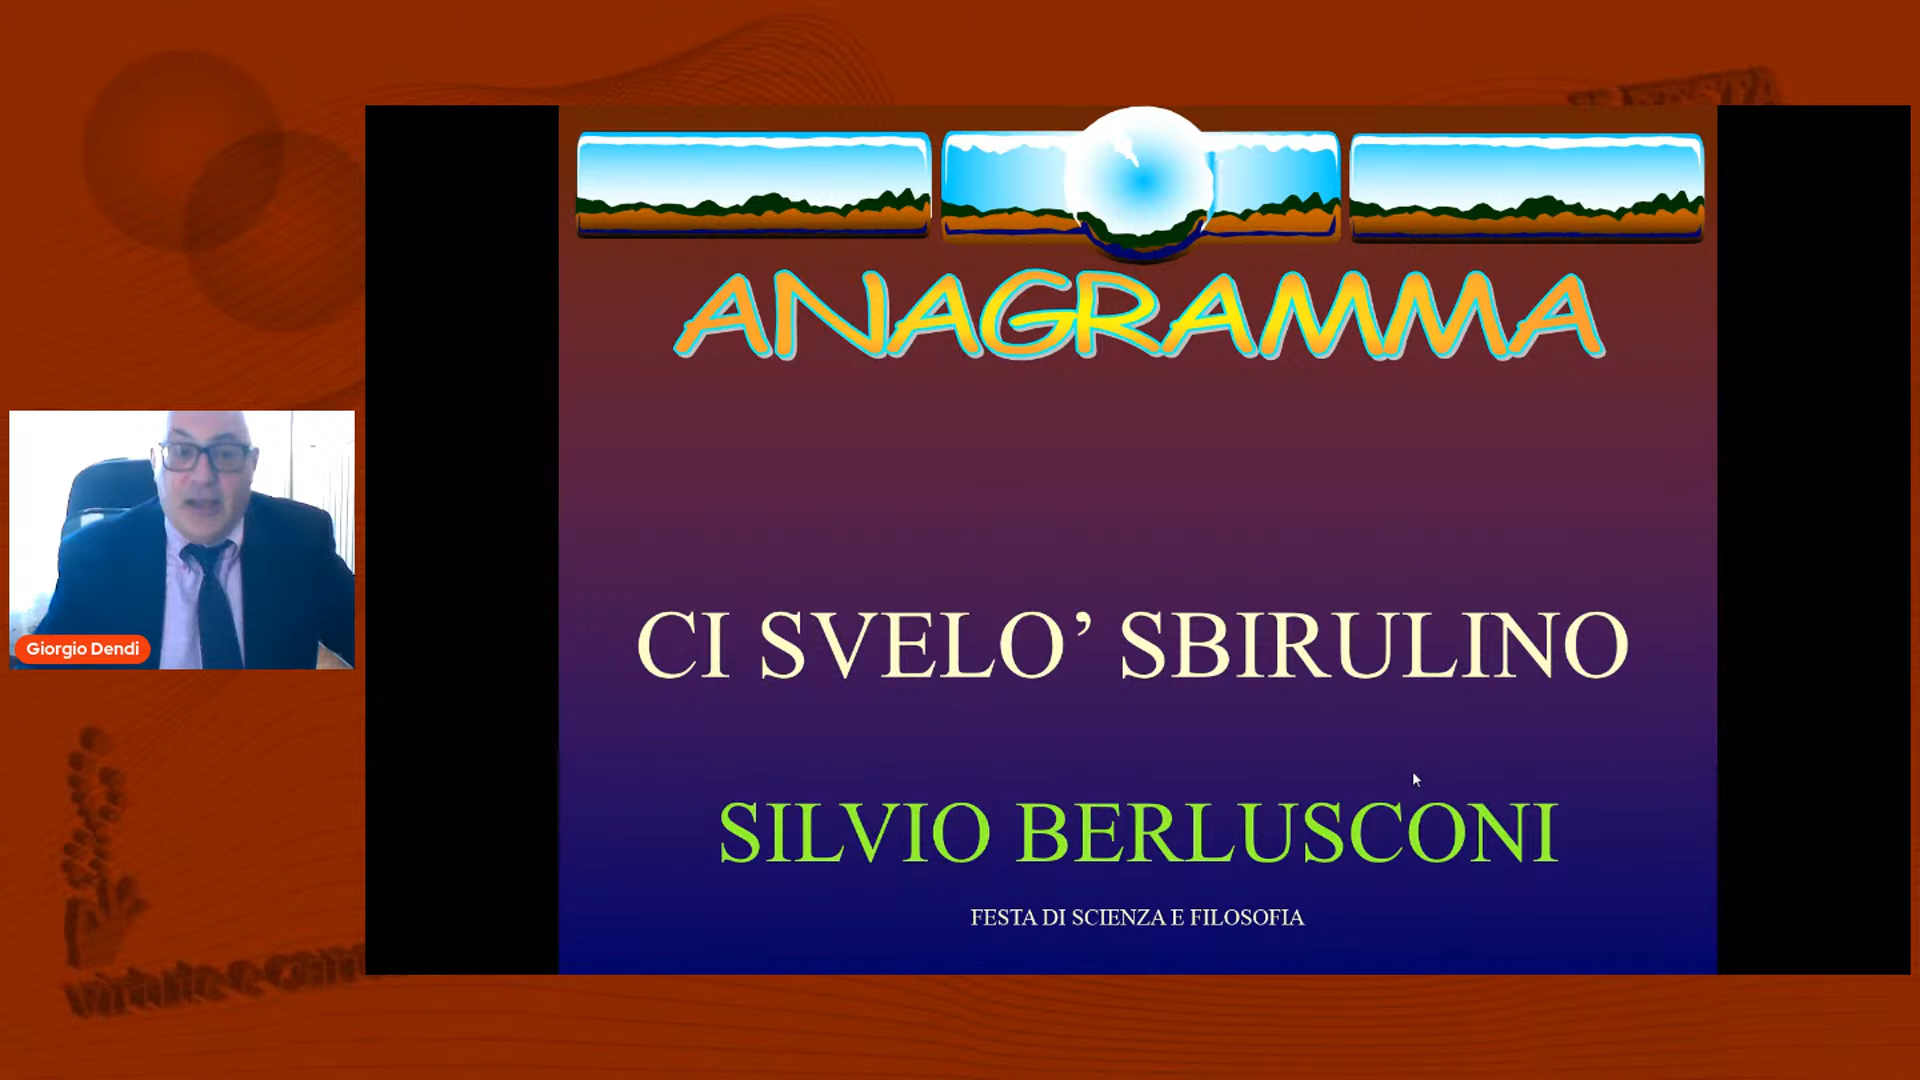 ANAGRAMMA
CI SVELO’ SBIRULINO
Giorgio Dendi
SILVIO BERLUSCONI
FESTA DI SCIENZA E FILOSOFIA